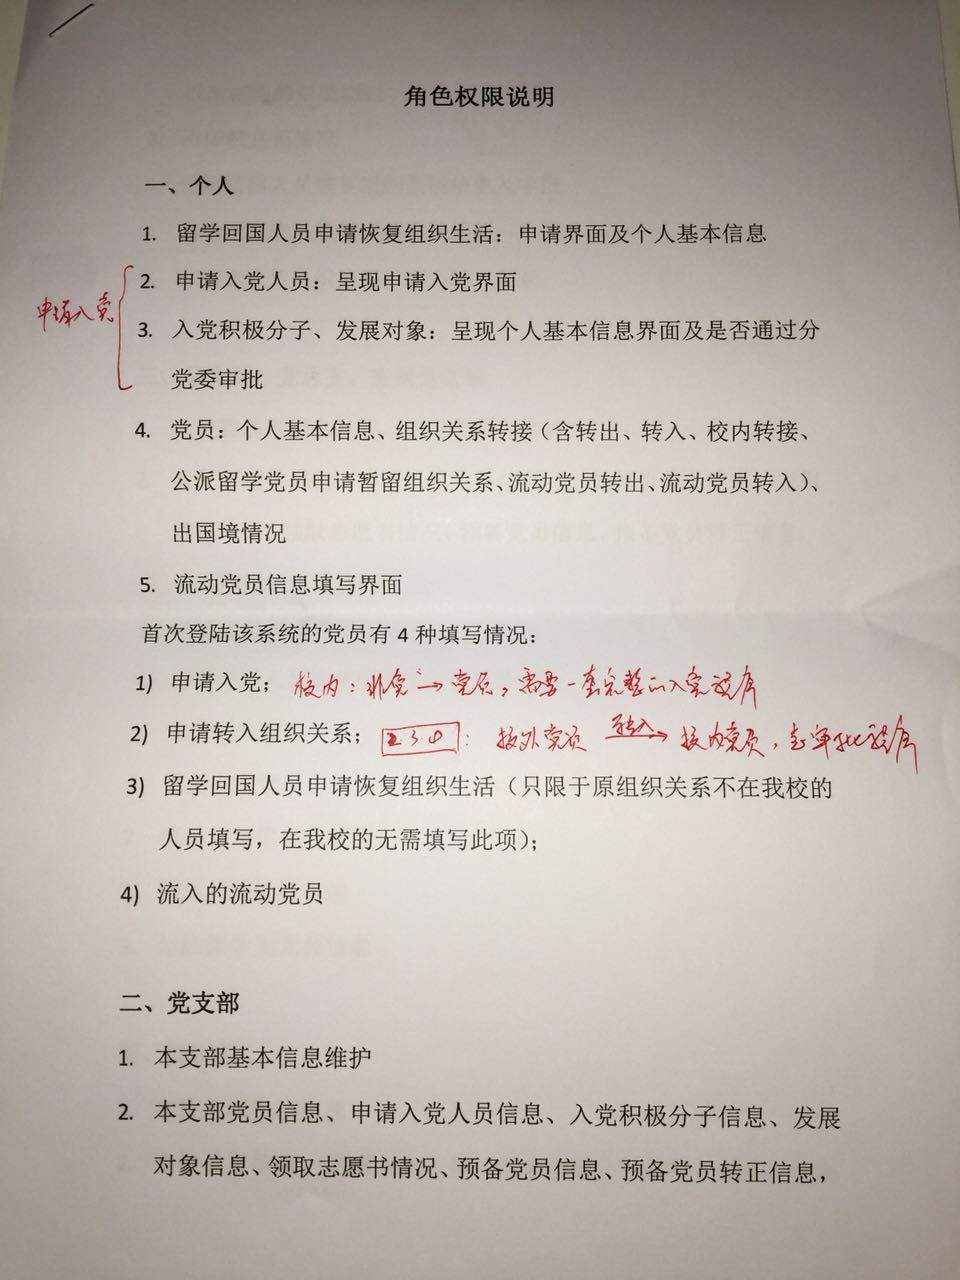 角色权限说明
一、个人
1. 留学回国人员申请恢复组织生活：申请界面及个人基本信息
2. 申请入党人员：呈现申请入党界面
申请入党
3. 入党积极分子、发展对象：呈现个人基本信息界面及是否通过分
党委审批
4. 党员：个人基本信息、组织关系转接（含转出、转入、校内转接、
公派留学党员申请暂留组织关系、流动党员转出、流动党员转入）、
出国境情况
5. 流动党员信息填写界面
首次登陆该系统的党员有 4 种填写情况：
1) 申请入党； 校内：非党→党员，需要一套完整的入党程序
2) 申请转入组织关系； 2 3 4 ：校外党员 转入→ 校内党员，走审批程序
3) 留学回国人员申请恢复组织生活（只限于原组织关系不在我校的
人员填写，在我校的无需填写此项）；
4) 流入的流动党员
二、党支部
1. 本支部基本信息维护
2. 本支部党员信息、申请入党人员信息、入党积极分子信息、发展
对象信息、领取志愿书情况、预备党员信息、预备党员转正信息，